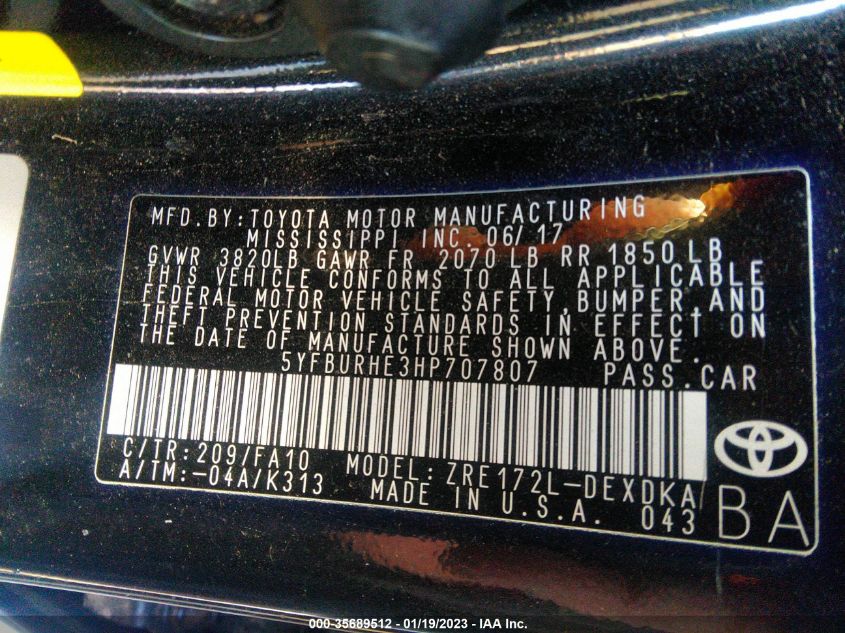 MFD.BY:TOYOTA MOTOR MANUFACTURING
MISSISSIPPI INC. 06/17
GVWR 3820LB GAWR FR 2070 LB RR 1850 LB
THIS VEHICLE CONFORMS TO ALL APPLICABLE
FEDERAL MOTOR VEHICLE SAFETY,BUMPER,AND
THEFT PREVENTION STANDARDS IN EFFECT ON
THE DATE OF MANUFACTURE SHOWN ABOVE.
5YFBURHE3HP707807 PASS.CAR
C/TR:209/FA10 MODEL:ZRE172L-DEXDKA
A/TM:-04A/K313 MADE IN U.S.A. 043
BA
000-35689512 - 01/19/2023 - IAA Inc.